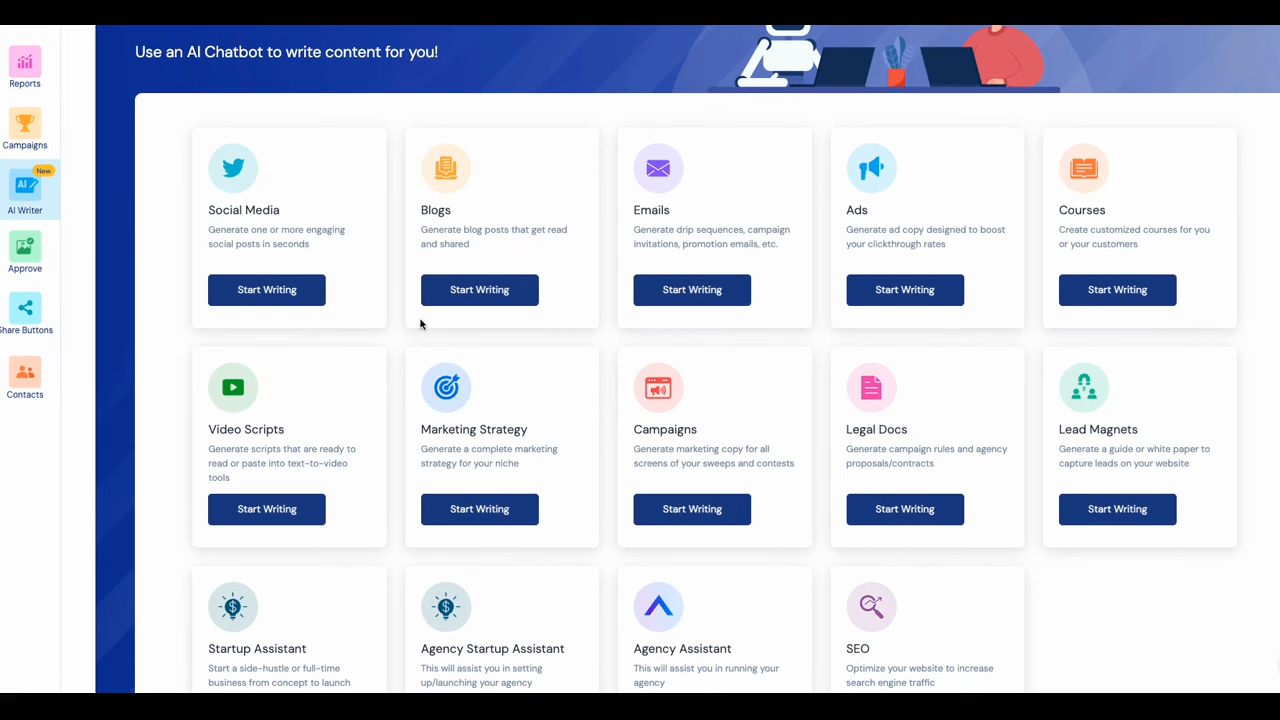 Use an AI Chatbot to write content for you!
Reports
Campaigns
New
AI
AI Writer
Approve
Share Buttons
Contacts
Social Media
Generate one or more engaging
social posts in seconds
Start Writing
Blogs
Generate blog posts that get read
and shared
Start Writing
Emails
Generate drip sequences, campaign
invitations, promotion emails, etc.
Start Writing
Ads
Generate ad copy designed to boost
your clickthrough rates
Start Writing
Courses
Create customized courses for you
or your customers
Start Writing
Video Scripts
Generate scripts that are ready to
read or paste into text-to-video
tools
Start Writing
Marketing Strategy
Generate a complete marketing
strategy for your niche
Start Writing
Campaigns
Generate marketing copy for all
screens of your sweeps and contests
Start Writing
Legal Docs
Generate campaign rules and agency
proposals/contracts
Start Writing
Lead Magnets
Generate a guide or white paper to
capture leads on your website
Start Writing
Startup Assistant
Start a side-hustle or full-time
business from concept to launch
Agency Startup Assistant
This will assist you in setting
up/launching your agency
Agency Assistant
This will assist you in running your
agency
SEO
Optimize your website to increase
search engine traffic